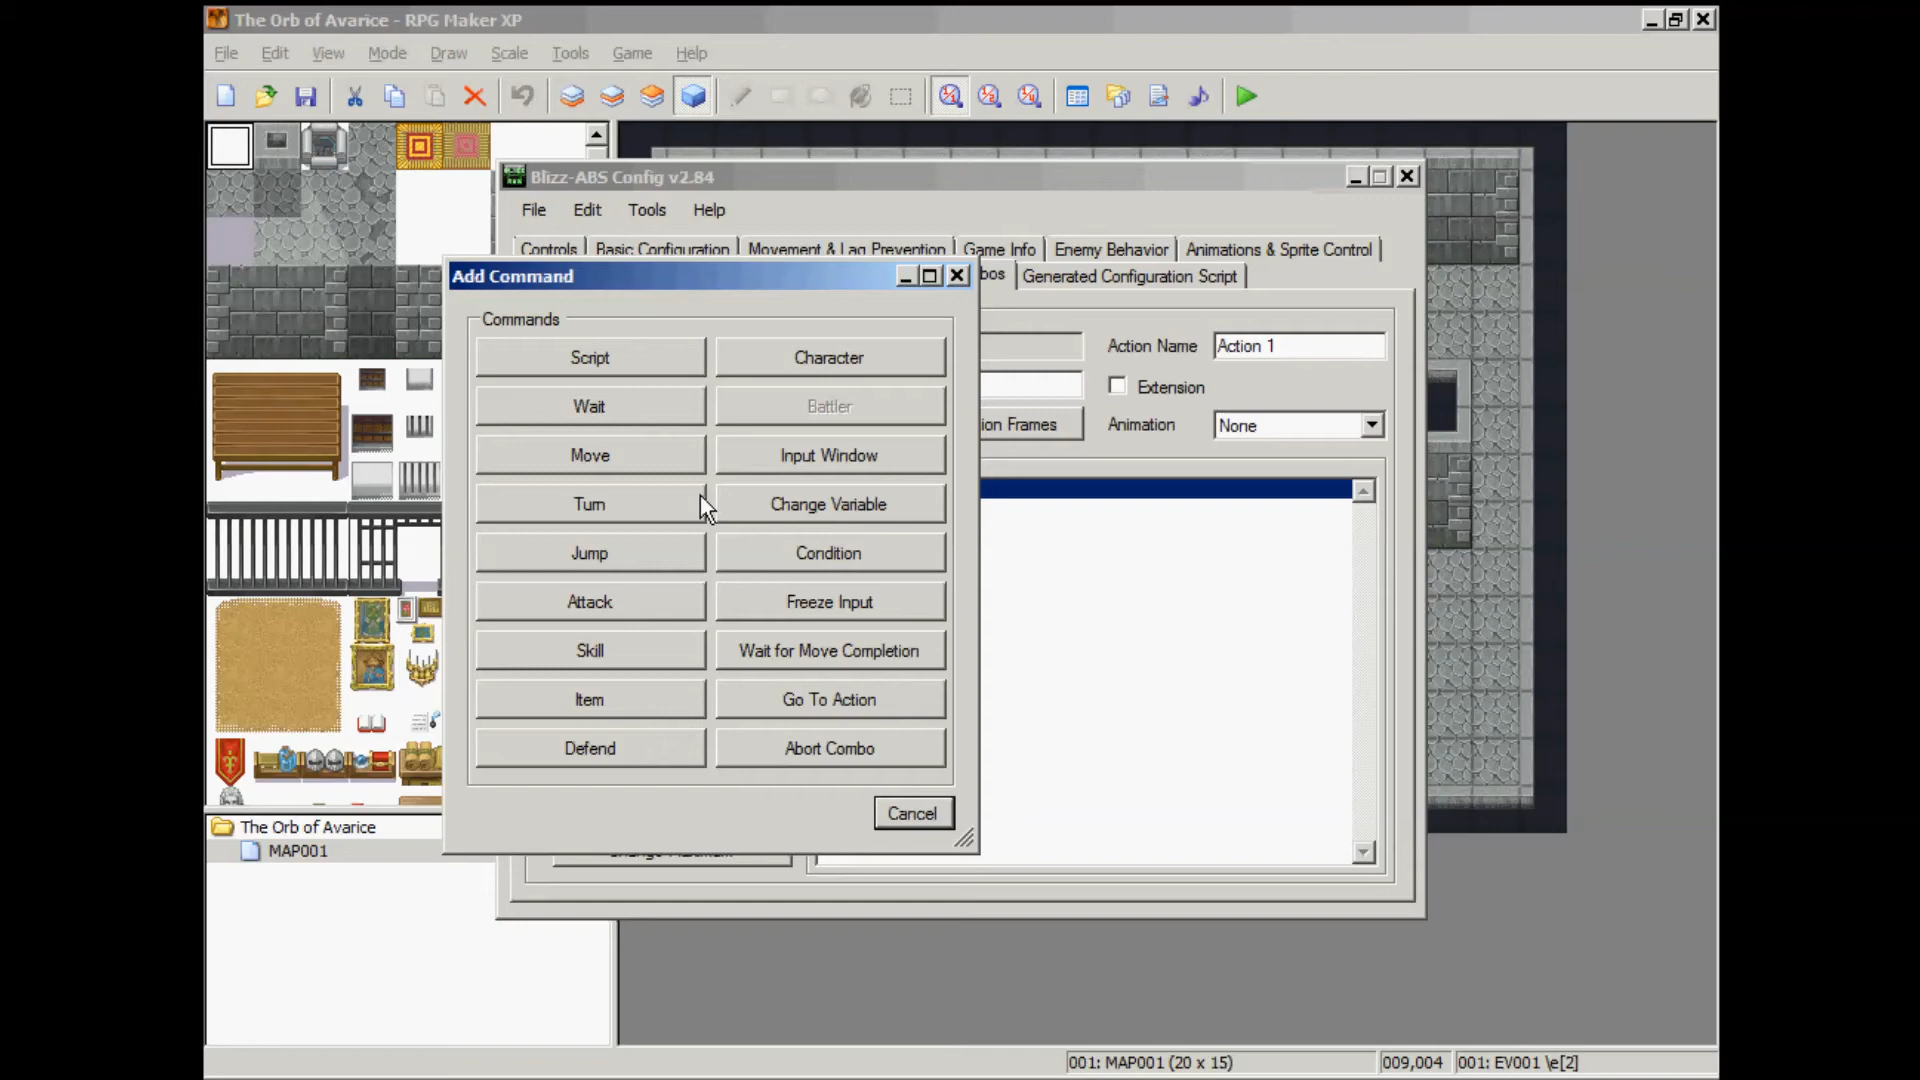 The Orb of Avarice - RPG Maker XP
File Edit View Mode Draw Scale Tools Game Help
Blizz-ABS Config v2.84
File Edit Tools Help
Controls Basic Configuration Movement & Lag Prevention Game Info Enemy Behavior Animations & Sprite Control
bos Generated Configuration Script
Add Command
Commands
Script Character
Wait Battler
Move Input Window
Turn Change Variable
Jump Condition
Attack Freeze Input
Skill Wait for Move Completion
Item Go To Action
Defend Abort Combo
Cancel
Action Name Action 1
Extension
ion Frames Animation None
The Orb of Avarice
MAP001
001: MAP001 (20 x 15) 009,004 001: EV001 \e[2]